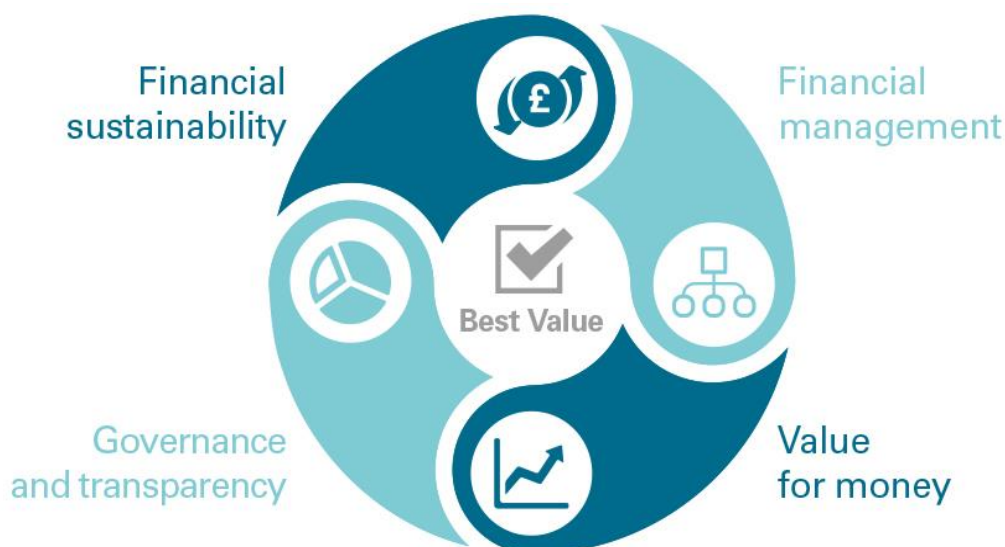 Financial
sustainability
£
Financial
management
Best Value
Governance
and transparency
Value
for money